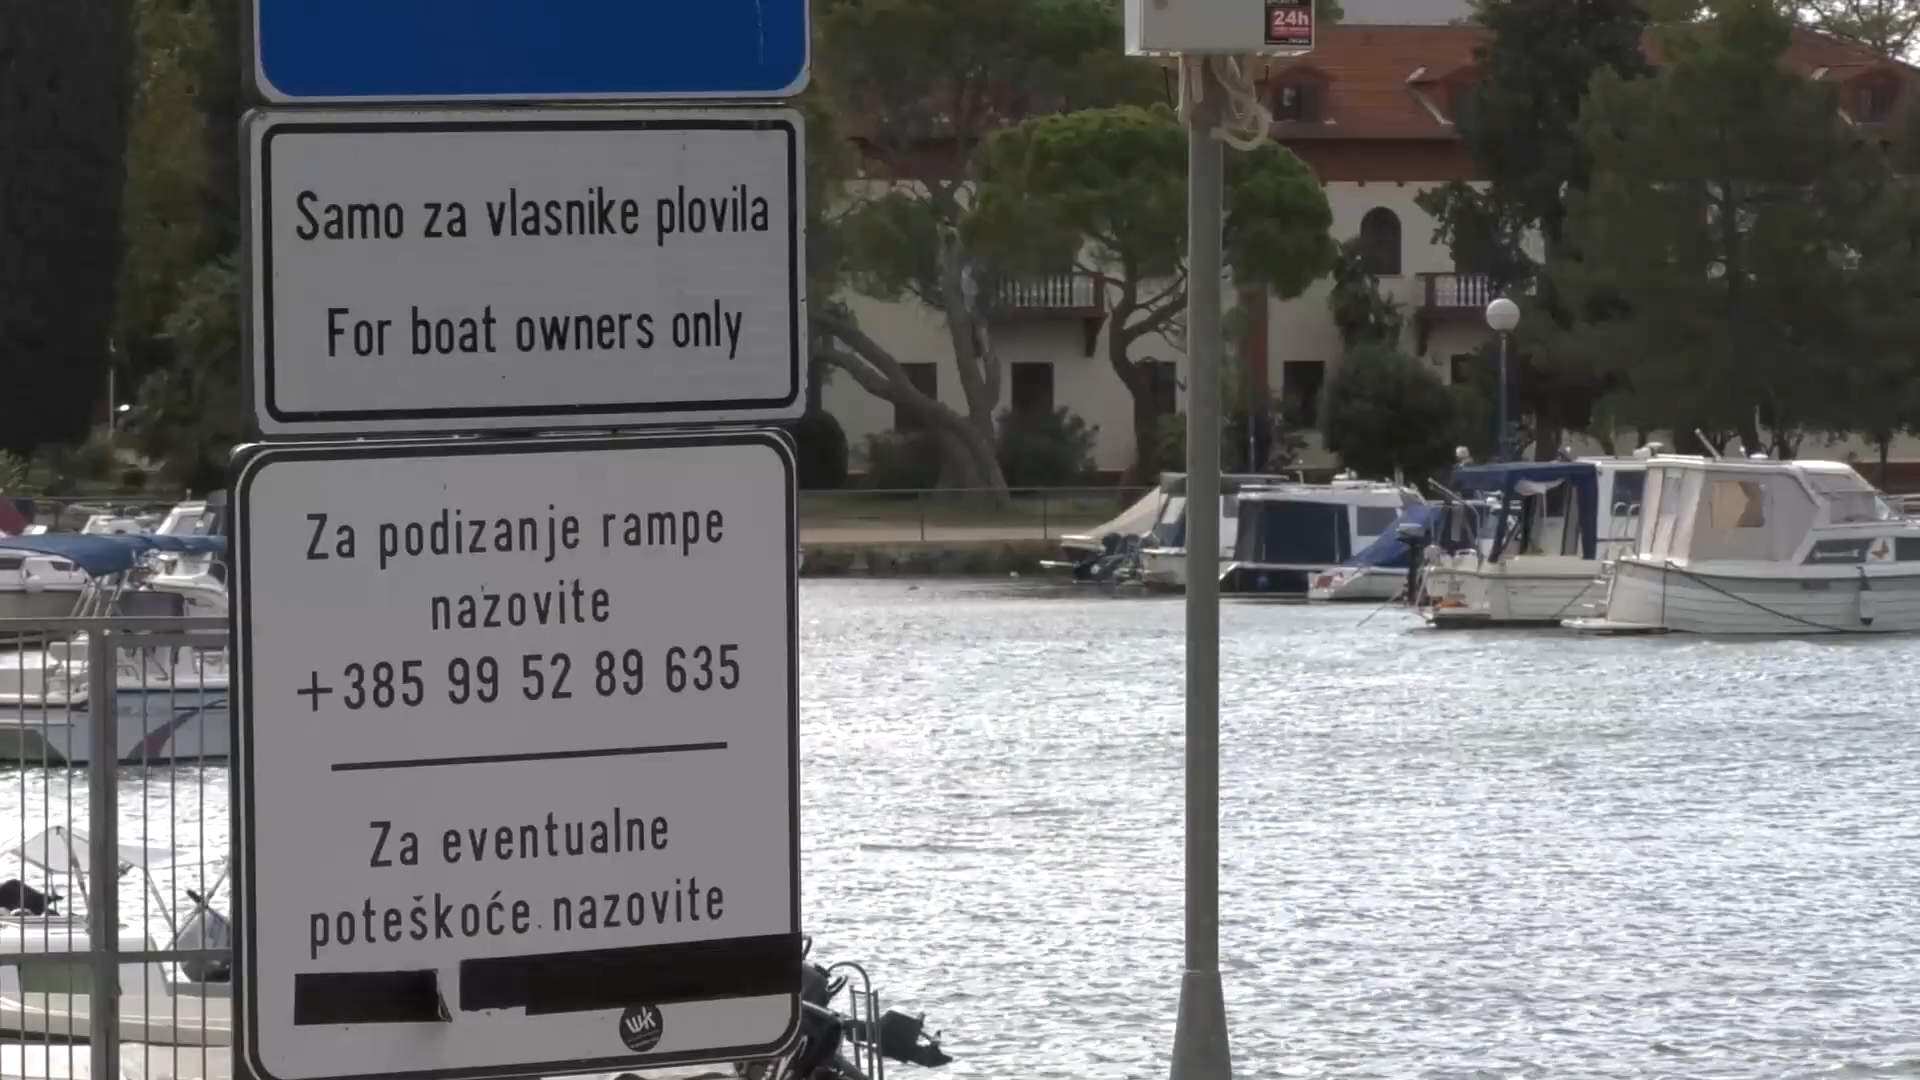 24h
Samo za vlasnike plovila
For boat owners only
Za podizanje rampe
nazovite
+385 99 52 89 635
Za eventualne
poteškoće nazovite
wk